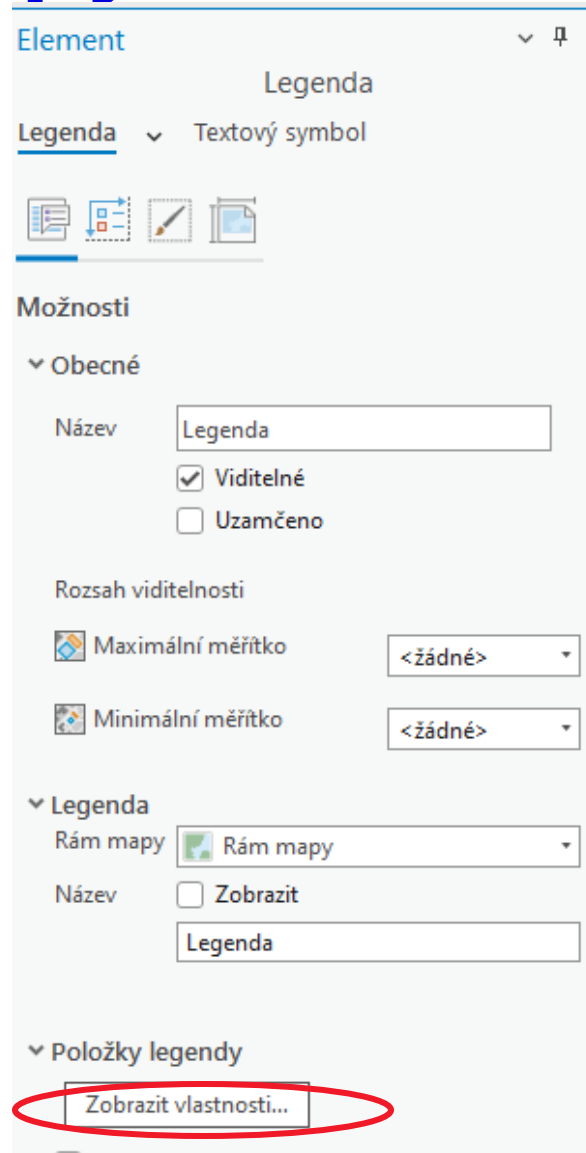 Element
Legenda
Legenda Textový symbol
Možnosti
Obecné
Název Legenda
Viditelné
Uzamčeno
Rozsah viditelnosti
Maximální měřítko <žádné>
Minimální měřítko <žádné>
Legenda
Rám mapy Rám mapy
Název Zobrazit
Legenda
Položky legendy
Zobrazit vlastnosti...